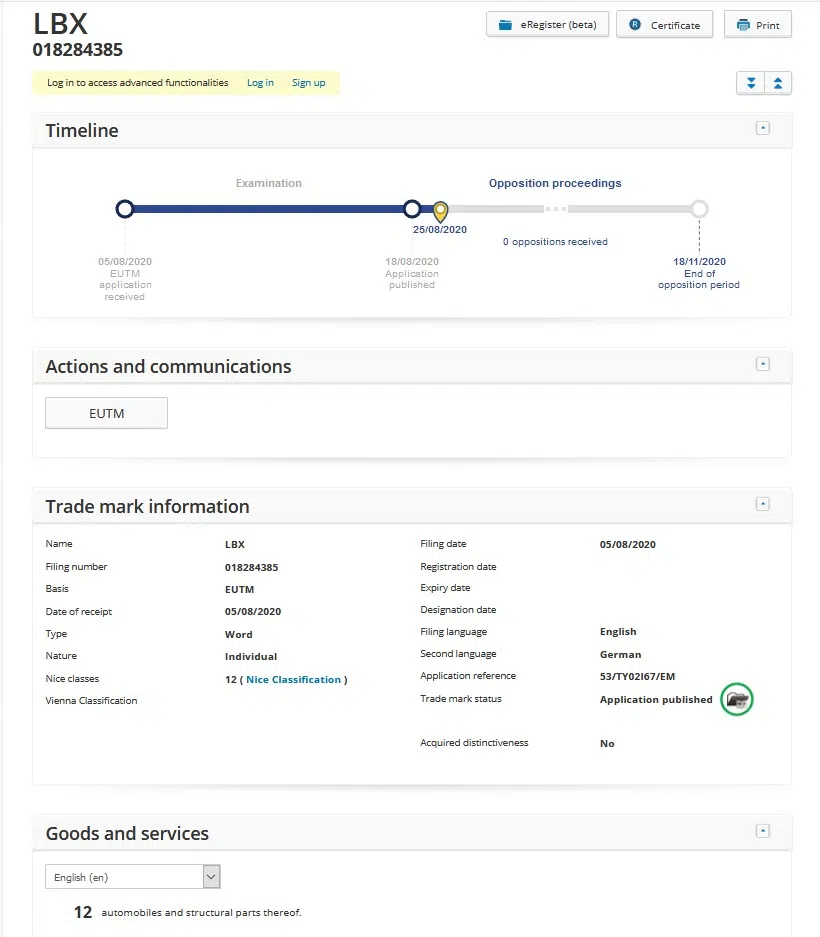 LBX
018284385
eRegister (beta)
R Certificate
Print
Log in to access advanced functionalities Log in Sign up
Timeline
Examination
Opposition proceedings
25/08/2020
0 oppositions received
05/08/2020
EUTM
application
received
18/08/2020
Application
published
18/11/2020
End of
opposition period
Actions and communications
EUTM
Trade mark information
Name LBX
Filing number 018284385
Basis EUTM
Date of receipt 05/08/2020
Type Word
Nature Individual
Nice classes 12 ( Nice Classification )
Vienna Classification
Filing date 05/08/2020
Registration date
Expiry date
Designation date
Filing language English
Second language German
Application reference 53/TY02I67/EM
Trade mark status Application published
Acquired distinctiveness No
Goods and services
English (en)
12 automobiles and structural parts thereof.